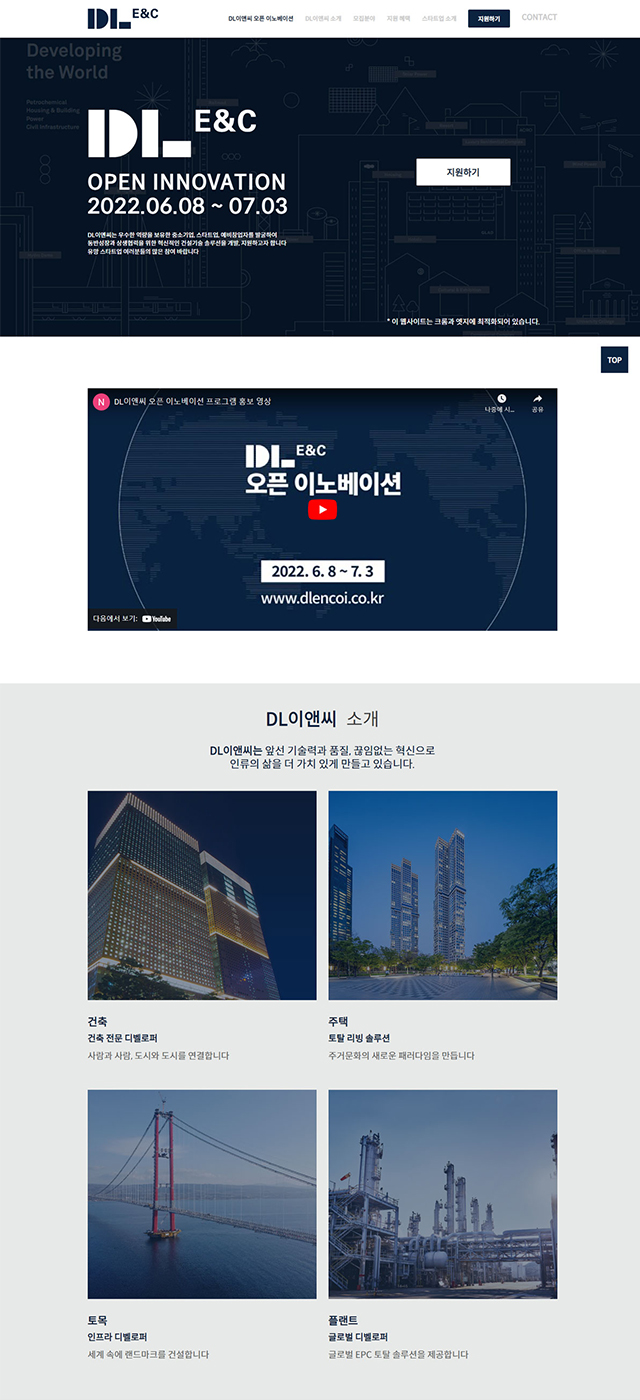 DL E&C
DL이앤씨 오픈 이노베이션
DL이앤씨 소개
모집분야
지원 혜택
스타트업 소개
지원하기
CONTACT
Developing
the World
Petrochemical
Housing & Building
Power
Civil Infrastructure
DL E&C
OPEN INNOVATION
2022.06.08 ~ 07.03
DL이앤씨는 우수한 역량을 보유한 중소기업, 스타트업, 예비창업자를 발굴하여
동반성장과 상생협력을 위한 혁신적인 건설기술 솔루션을 개발, 지원하고자 합니다
유망 스타트업 여러분들의 많은 참여 바랍니다
지원하기
* 이 웹사이트는 크롬과 엣지에 최적화되어 있습니다.
TOP
N
DL이앤씨 오픈 이노베이션 프로그램 홍보 영상
나중에 시...
공유
DL E&C
오픈 이노베이션
2022. 6. 8 ~ 7. 3
www.dlencoi.co.kr
다음에서 보기: YouTube
DL이앤씨 소개
DL이앤씨는 앞선 기술력과 품질, 끊임없는 혁신으로
인류의 삶을 더 가치 있게 만들고 있습니다.
건축
건축 전문 디벨로퍼
사람과 사람, 도시와 도시를 연결합니다
주택
토탈 리빙 솔루션
주거문화의 새로운 패러다임을 만듭니다
토목
인프라 디벨로퍼
세계 속에 랜드마크를 건설합니다
플랜트
글로벌 디벨로퍼
글로벌 EPC 토탈 솔루션을 제공합니다